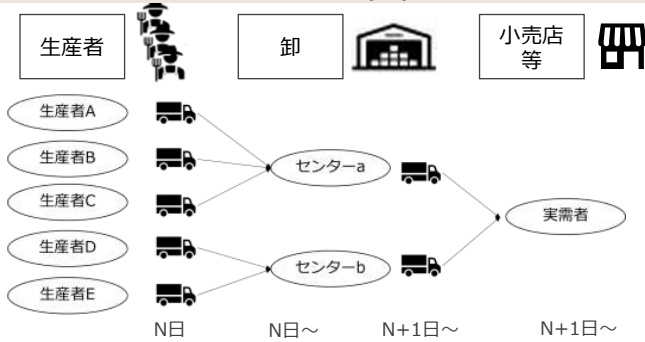 生産者
卸
小売店
等
生産者A
生産者B
生産者C
生産者D
生産者E
センターa
センターb
実需者
N日
N日～
N+1日～
N+1日～